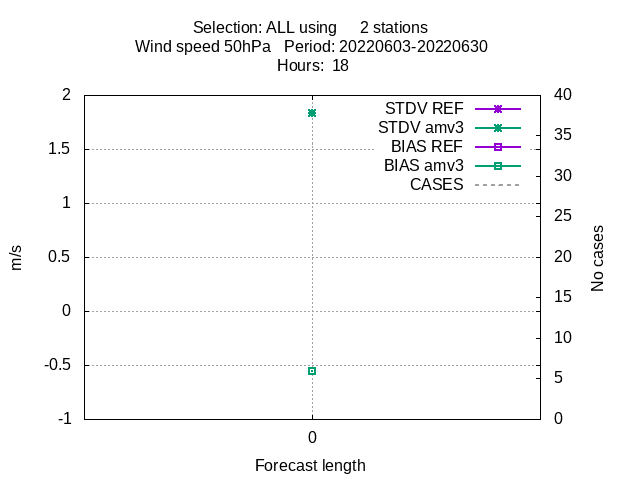 Selection: ALL using     2 stations
Wind speed 50hPa   Period: 20220603-20220630
Hours:  18
STDV REF
STDV amv3
BIAS REF
BIAS amv3
CASES
2
1.5
1
0.5
0
-0.5
-1
40
35
30
25
20
15
10
5
0
m/s
No cases
0
Forecast length